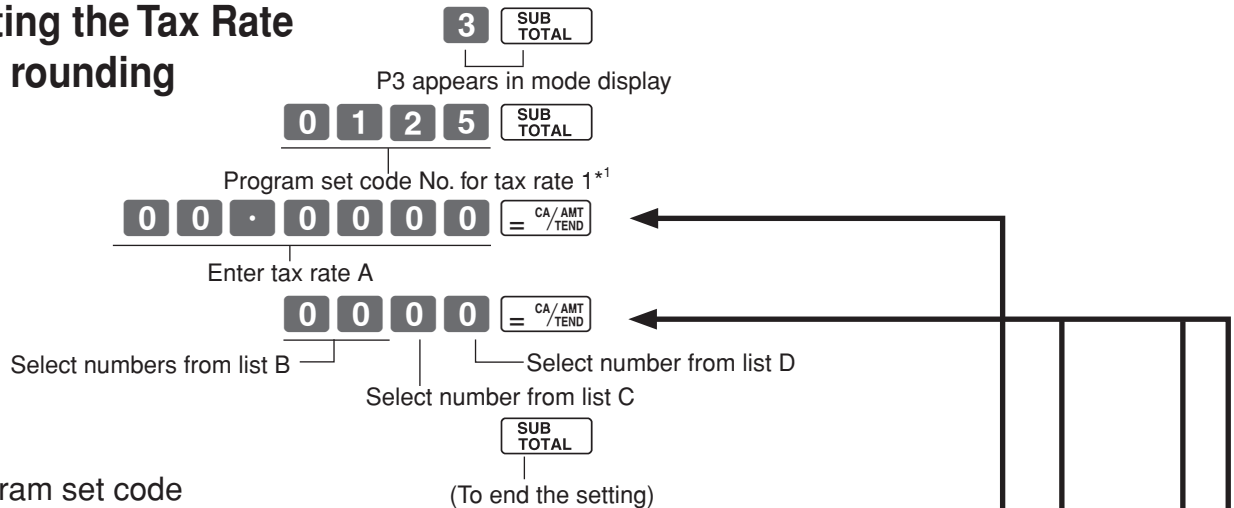 ting the Tax Rate
rounding
3 SUB TOTAL
P3 appears in mode display
0 1 2 5 SUB TOTAL
Program set code No. for tax rate 1*1
0 0 · 0 0 0 0 = CA/AMT/TEND
Enter tax rate A
0 0 0 0 = CA/AMT/TEND
Select numbers from list B
Select number from list D
Select number from list C
SUB TOTAL
ram set code
(To end the setting)